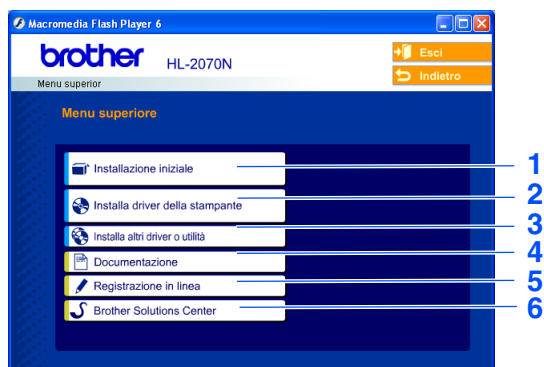 Macromedia Flash Player 6
brother HL-2070N
Esci
Indietro
Menu superior
Menu superiore
Installazione iniziale
1
Installa driver della stampante
2
Installa altri driver o utilità
3
Documentazione
4
Registrazione in linea
5
Brother Solutions Center
6